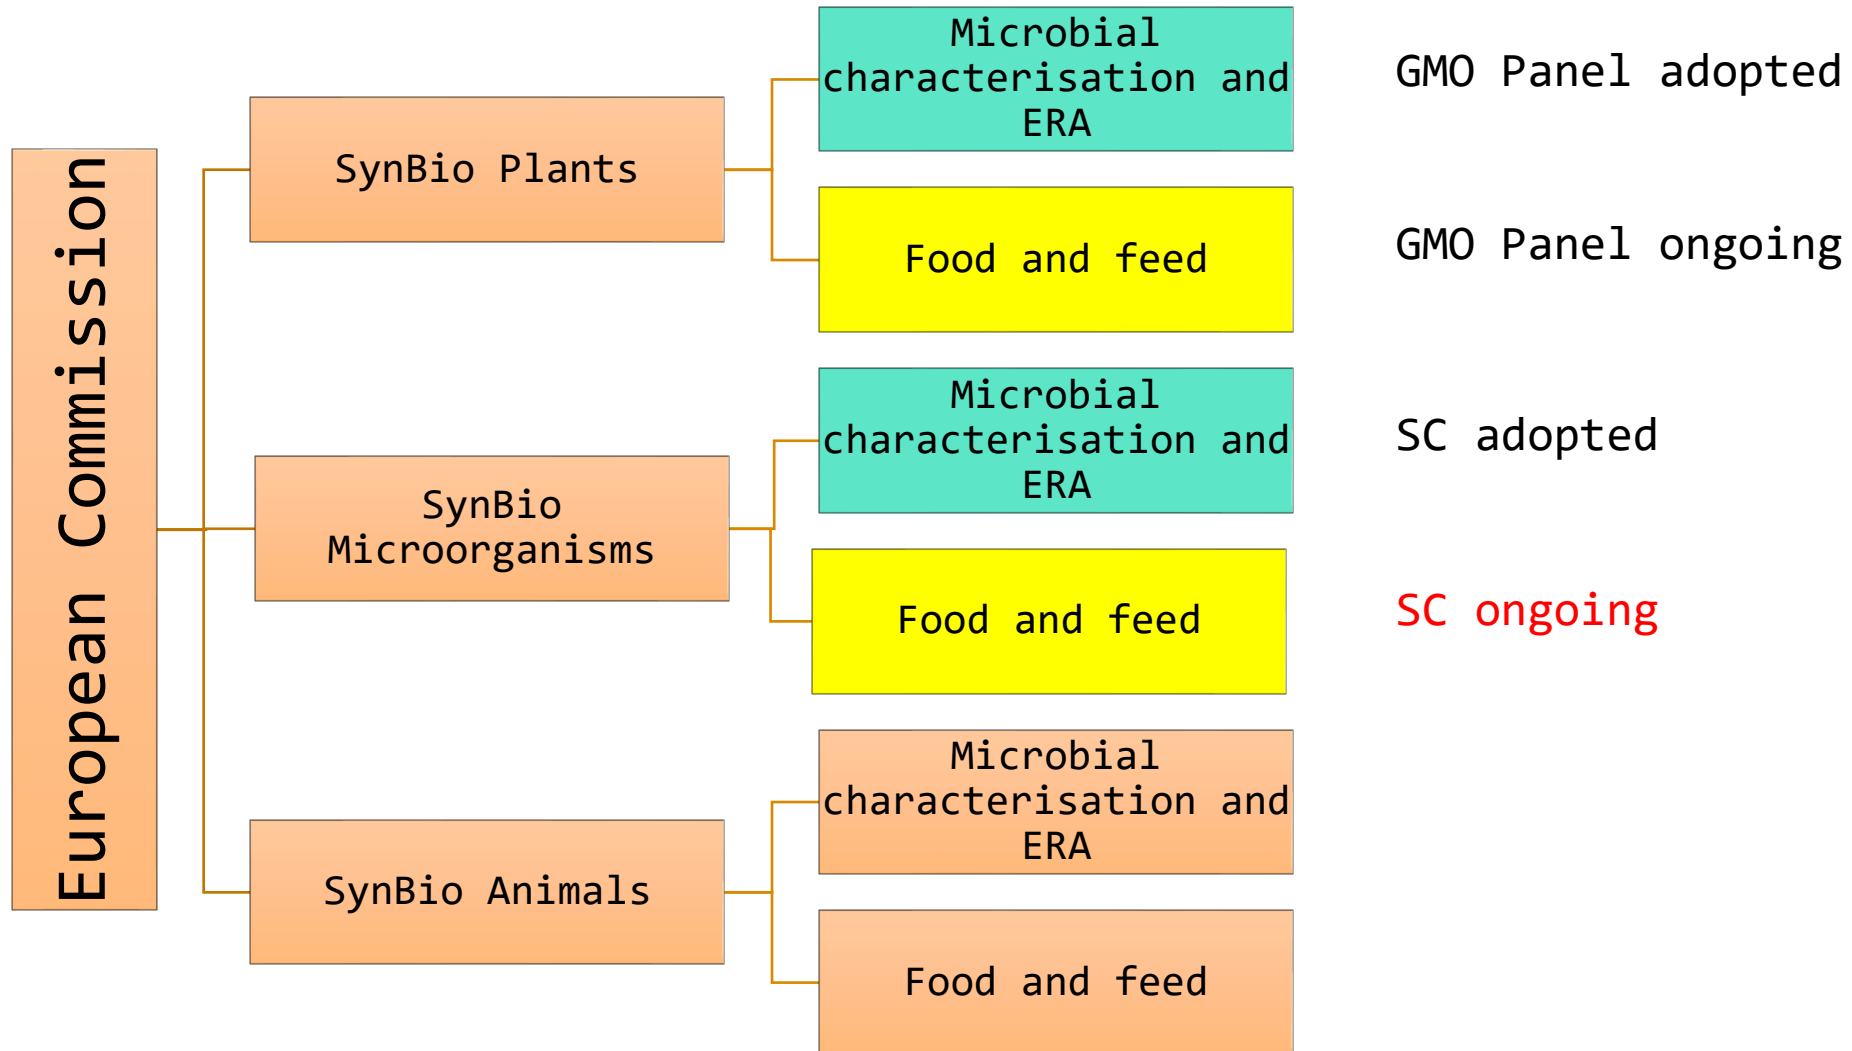 European Commission
SynBio Plants
Microbial
characterisation and
ERA
GMO Panel adopted
Food and feed
GMO Panel ongoing
SynBio
Microorganisms
Microbial
characterisation and
ERA
SC adopted
Food and feed
SC ongoing
SynBio Animals
Microbial
characterisation and
ERA
Food and feed